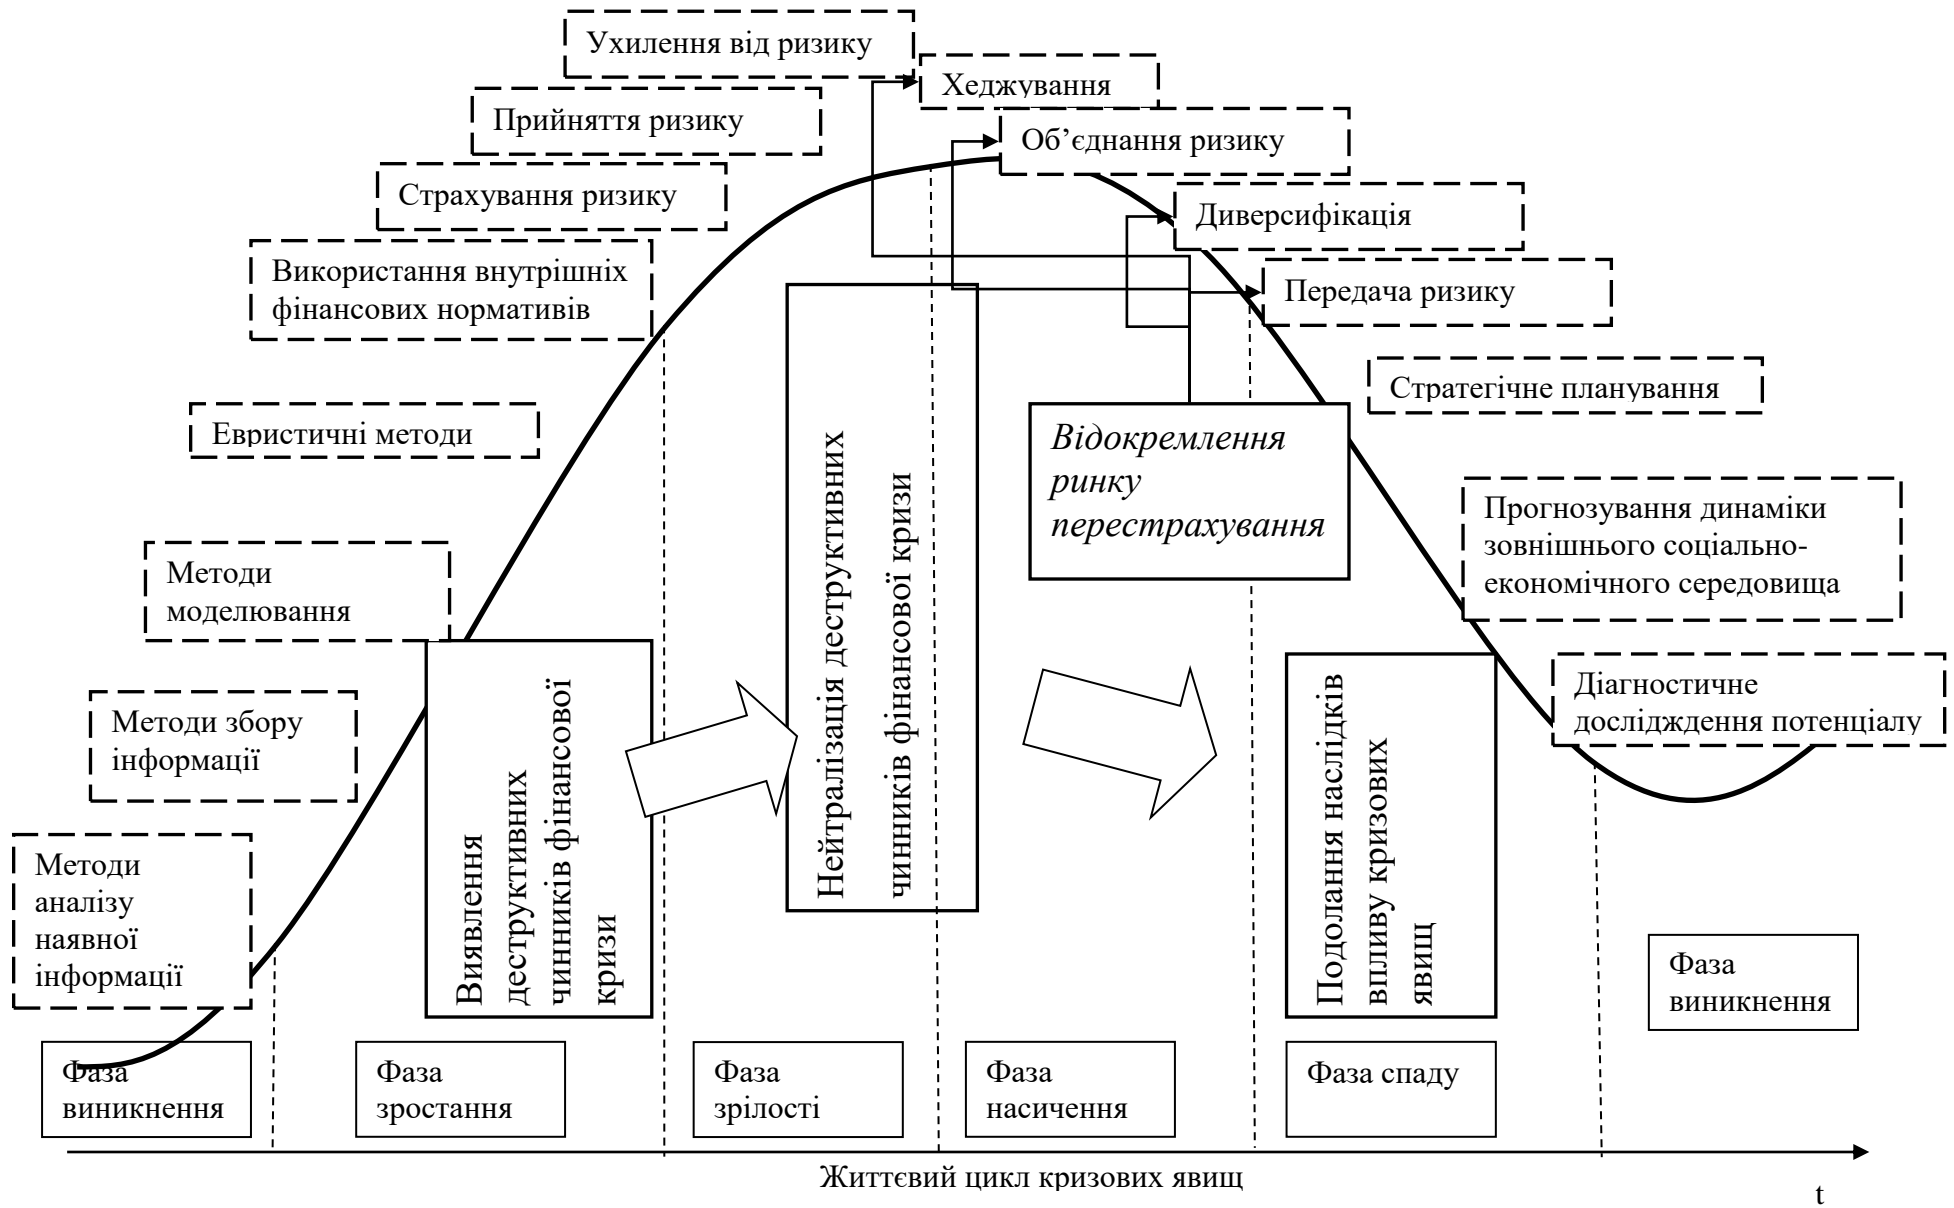 Ухилення від ризику
Хеджування
Прийняття ризику
Об’єднання ризику
Страхування ризику
Диверсифікація
Використання внутрішніх
фінансових нормативів
Передача ризику
Стратегічне планування
Евристичні методи
Відокремлення
ринку
перестрахування
Прогнозування динаміки
зовнішнього соціально-
економічного середовища
Методи
моделювання
Методи збору
інформації
Діагностичне
дослідждення потенціалу
Методи
аналізу
наявної
інформації
Виявлення
деструктивних
чинників фінансової
кризи
Нейтралізація деструктивних
чинників фінансової кризи
Подолання наслідків
впливу кризових
явищ
Фаза
виникнення
Фаза
зростання
Фаза
зрілості
Фаза
насичення
Фаза спаду
Фаза
виникнення
Життєвий цикл кризових явищ
t